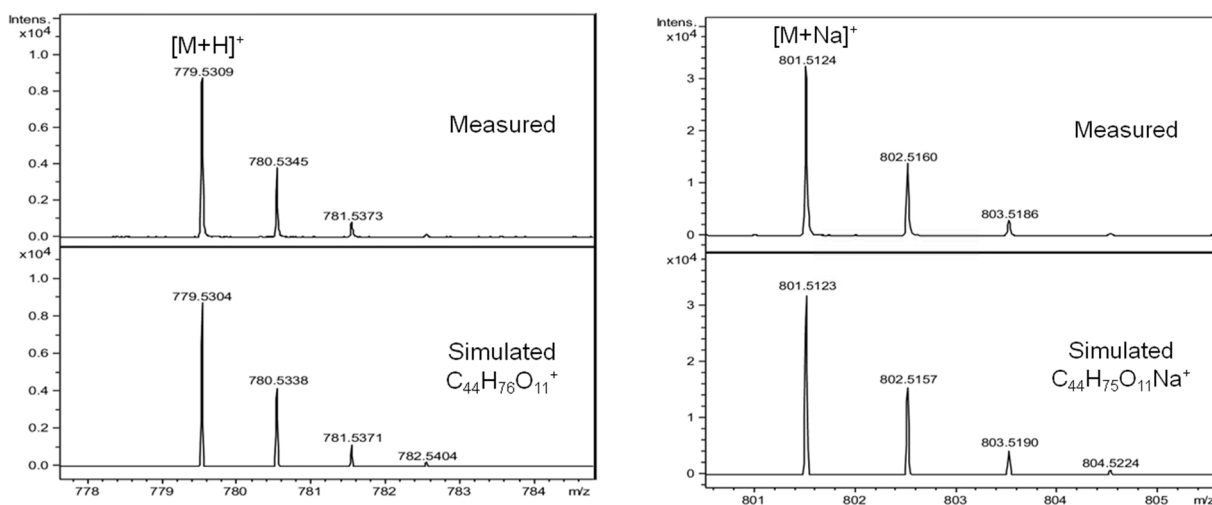 Intens.
x10⁴
[M+H]⁺
779.5309
1.0
0.8
Measured
0.6
780.5345
0.4
0.2
781.5373
0.0
x10⁴
1.0
779.5304
0.8
Simulated
C₄₄H₇₆O₁₁⁺
0.6
780.5338
0.4
781.5371
0.2
782.5404
0.0
778 779 780 781 782 783 784 m/z
Intens.
x10⁴
[M+Na]⁺
801.5124
3
Measured
2
802.5160
1
803.5186
0
x10⁴
801.5123
3
Simulated
C₄₄H₇₅O₁₁Na⁺
2
802.5157
1
803.5190
804.5224
0
801 802 803 804 805 m/z